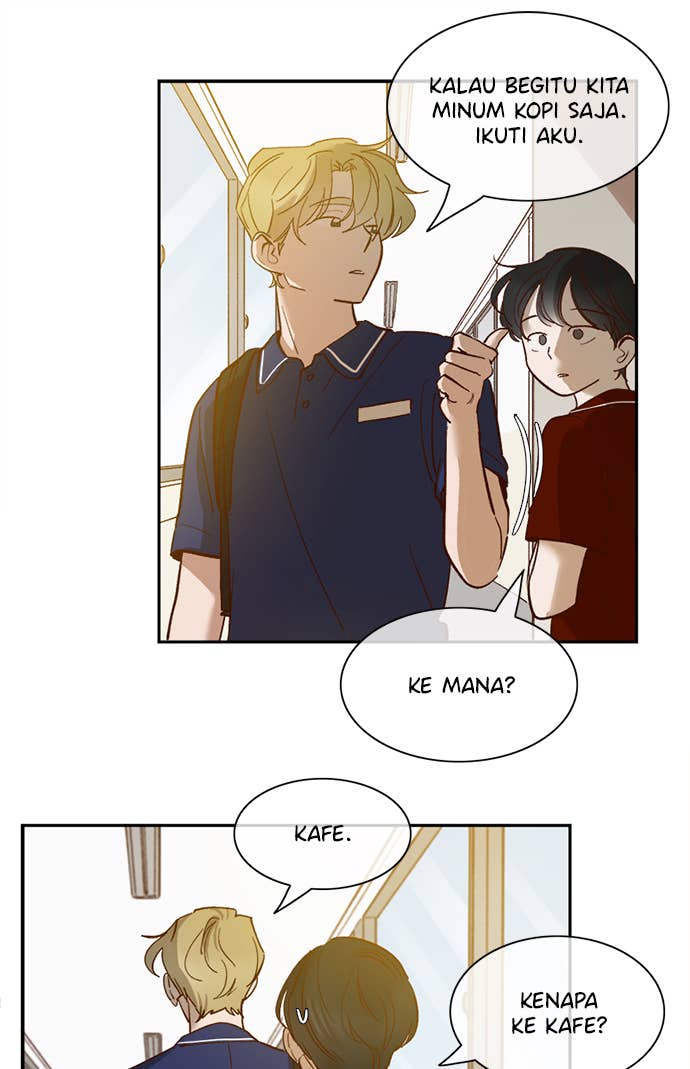 KALAU BEGITU KITA
MINUM KOPI SAJA.
IKUTI AKU.
KE MANA?
KAFE.
KENAPA
KE KAFE?